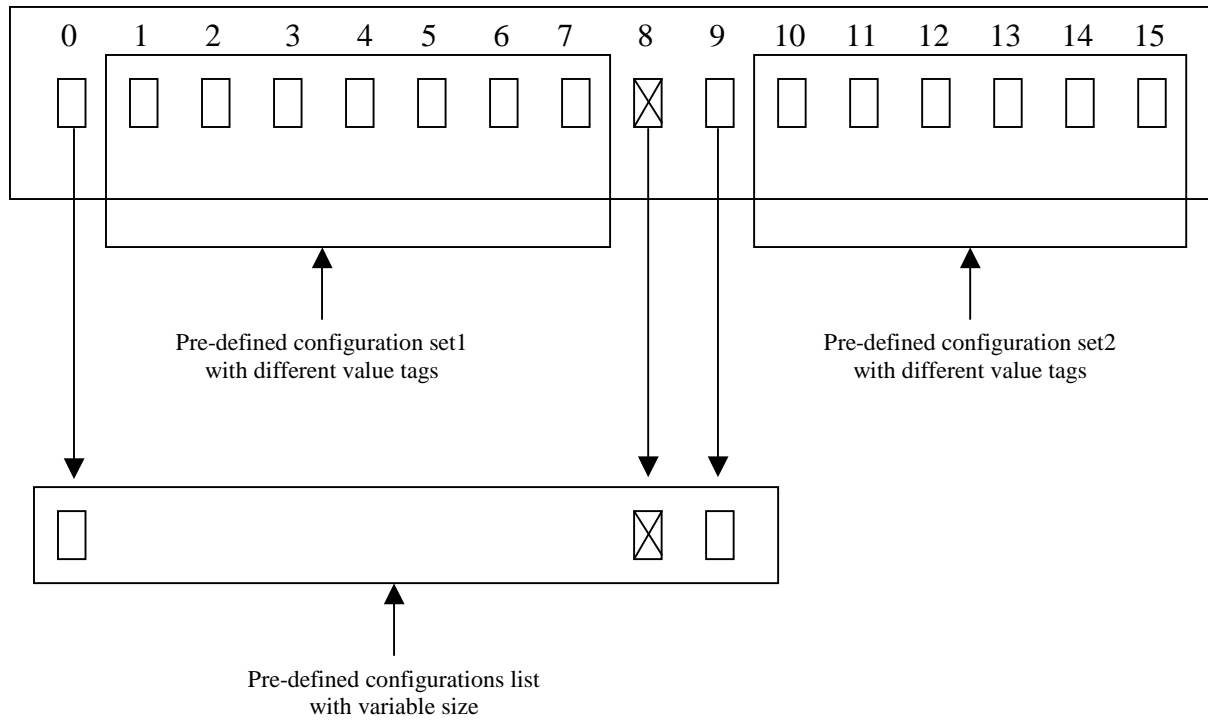 0 1 2 3 4 5 6 7 8 9 10 11 12 13 14 15
Pre-defined configuration set1
with different value tags
Pre-defined configuration set2
with different value tags
Pre-defined configurations list
with variable size